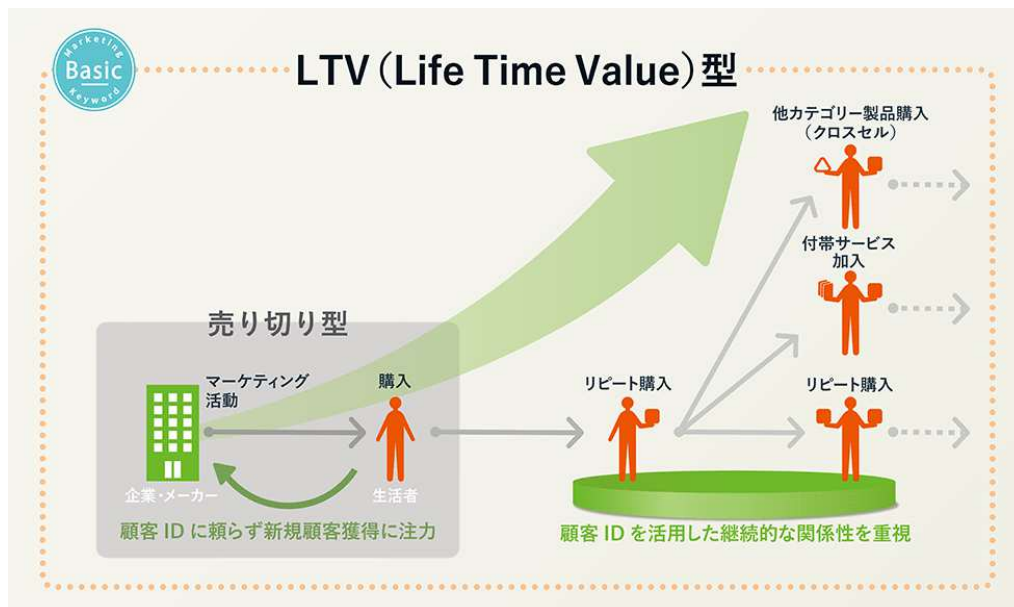 Marketing
Basic
Keyword
LTV（Life Time Value）型
他カテゴリー製品購入
（クロスセル）
付帯サービス
加入
売り切り型
マーケティング
活動
購入
リピート購入
リピート購入
企業・メーカー
生活者
顧客 ID に頼らず新規顧客獲得に注力
顧客 ID を活用した継続的な関係性を重視